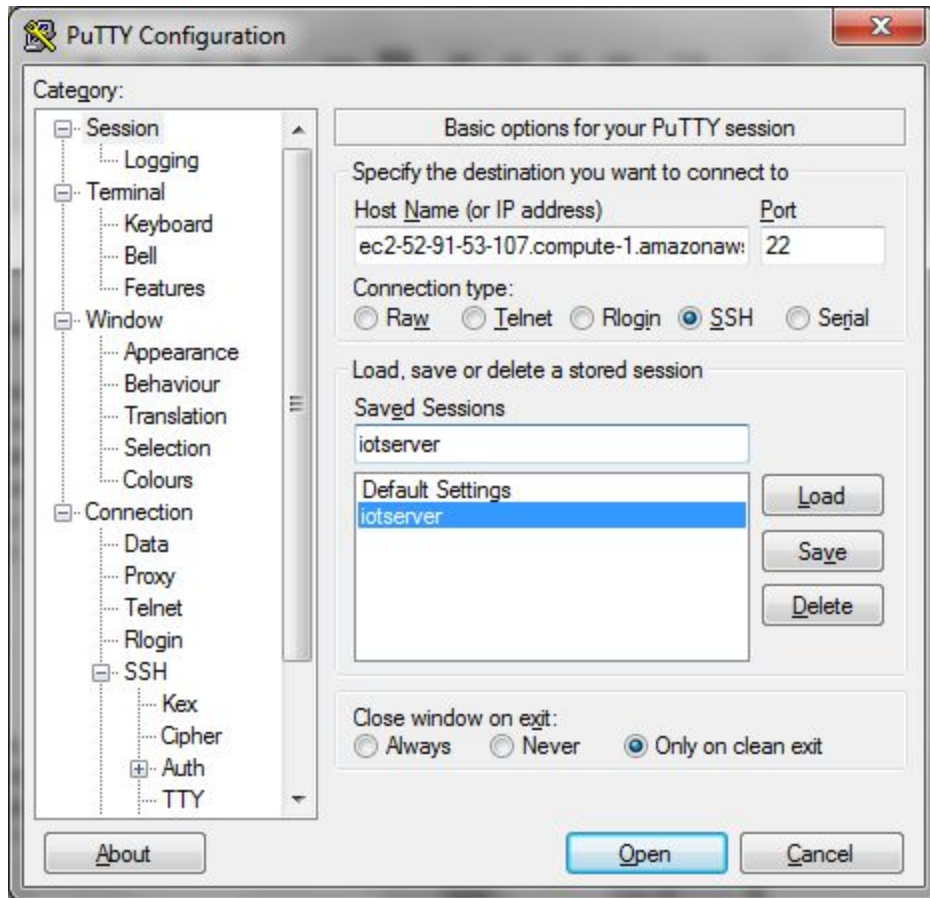 PuTTY Configuration
Category:
Session
Logging
Terminal
Keyboard
Bell
Features
Window
Appearance
Behaviour
Translation
Selection
Colours
Connection
Data
Proxy
Telnet
Rlogin
SSH
Kex
Cipher
Auth
TTY
Basic options for your PuTTY session
Specify the destination you want to connect to
Host Name (or IP address) Port
ec2-52-91-53-107.compute-1.amazonaw 22
Connection type:
Raw Telnet Rlogin SSH Serial
Load, save or delete a stored session
Saved Sessions
iotserver
Default Settings
iotserver
Load
Save
Delete
Close window on exit:
Always Never Only on clean exit
About Open Cancel